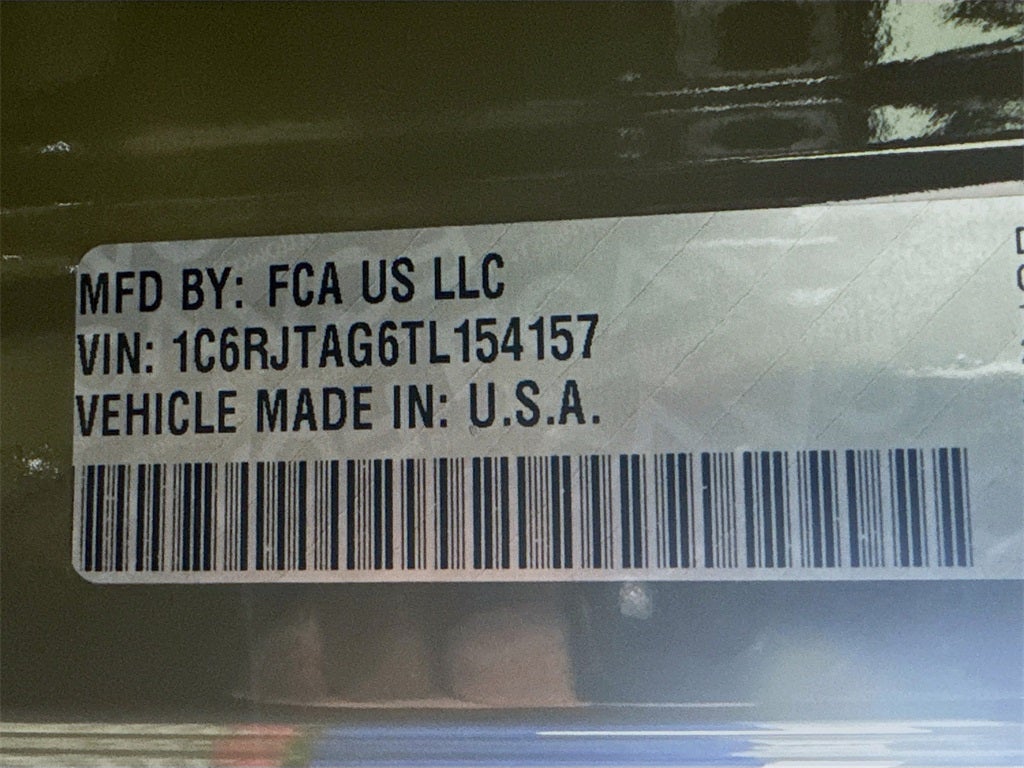 MFD BY: FCA US LLC
VIN: 1C6RJTAG6TL154157
VEHICLE MADE IN: U.S.A.